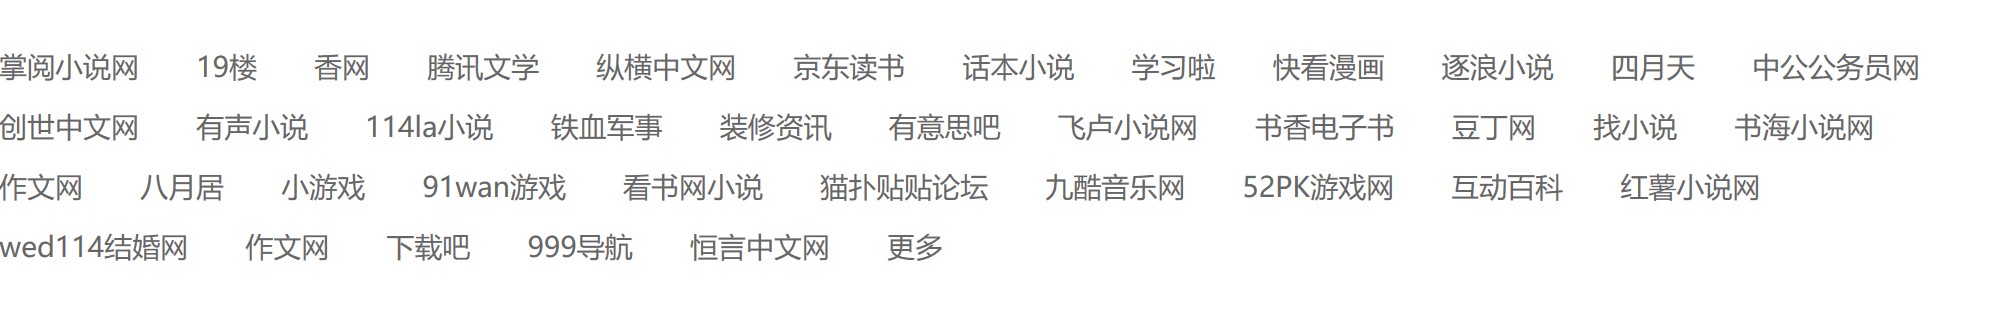 掌阅小说网 19楼 香网 腾讯文学 纵横中文网 京东读书 话本小说 学习啦 快看漫画 逐浪小说 四月天 中公公务员网
创世中文网 有声小说 114la小说 铁血军事 装修资讯 有意思吧 飞卢小说网 书香电子书 豆丁网 找小说 书海小说网
作文网 八月居 小游戏 91wan游戏 看书网小说 猫扑贴贴论坛 九酷音乐网 52PK游戏网 互动百科 红薯小说网
wed114结婚网 作文网 下载吧 999导航 恒言中文网 更多